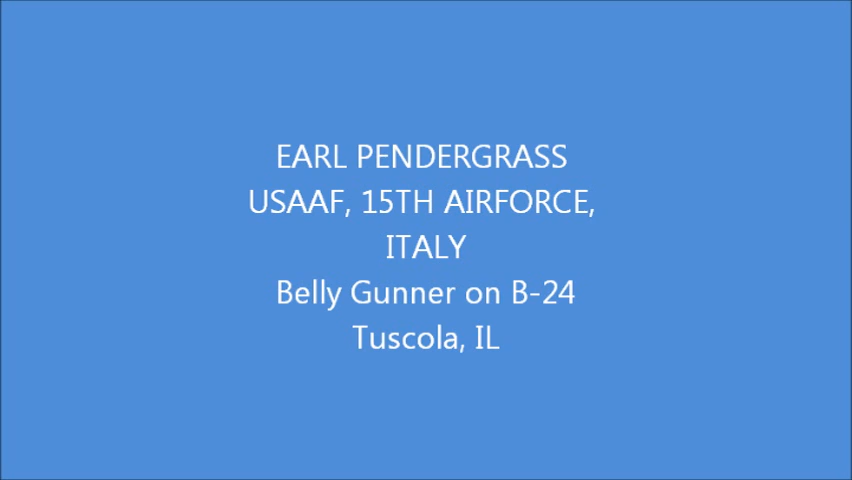 EARL PENDERGRASS
USAAF, 15TH AIRFORCE,
ITALY
Belly Gunner on B-24
Tuscola, IL